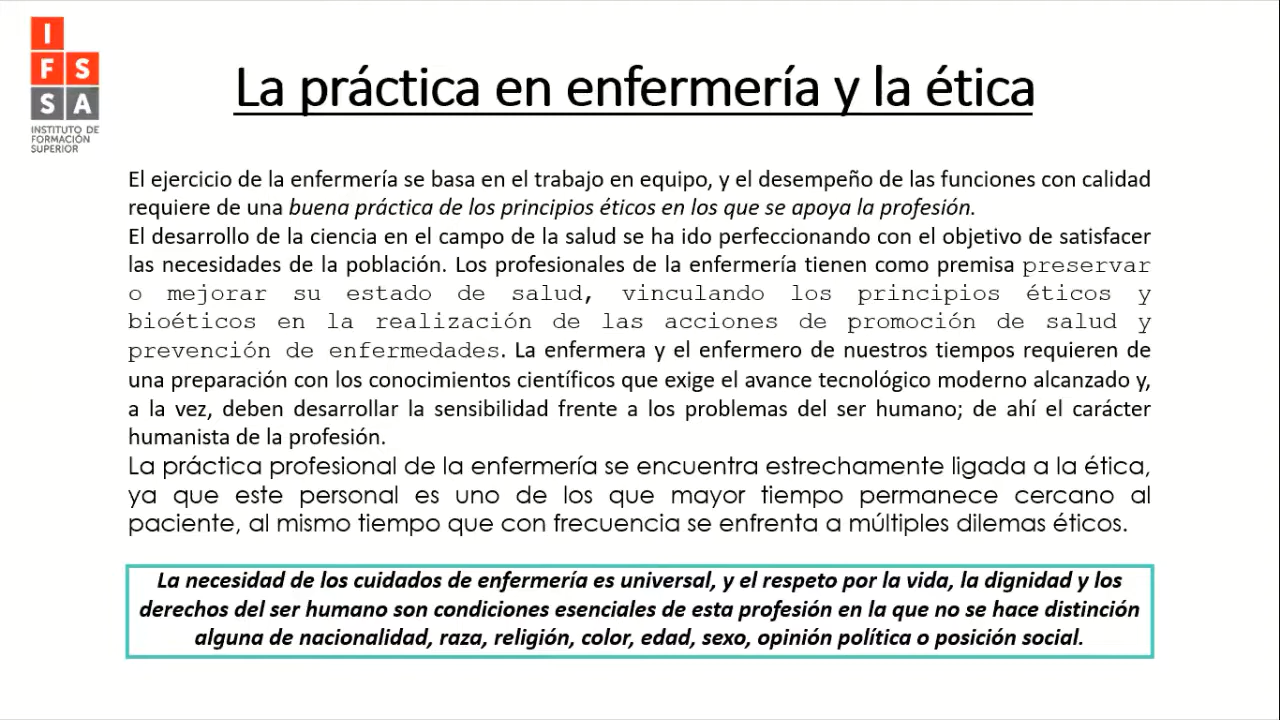 I
F S
S A
INSTITUTO DE
FORMACIÓN
SUPERIOR
La práctica en enfermería y la ética
El ejercicio de la enfermería se basa en el trabajo en equipo, y el desempeño de las funciones con calidad
requiere de una buena práctica de los principios éticos en los que se apoya la profesión.
El desarrollo de la ciencia en el campo de la salud se ha ido perfeccionando con el objetivo de satisfacer
las necesidades de la población. Los profesionales de la enfermería tienen como premisa preservar
o mejorar su estado de salud, vinculando los principios éticos y
bioéticos en la realización de las acciones de promoción de salud y
prevención de enfermedades. La enfermera y el enfermero de nuestros tiempos requieren de
una preparación con los conocimientos científicos que exige el avance tecnológico moderno alcanzado y,
a la vez, deben desarrollar la sensibilidad frente a los problemas del ser humano; de ahí el carácter
humanista de la profesión.
La práctica profesional de la enfermería se encuentra estrechamente ligada a la ética,
ya que este personal es uno de los que mayor tiempo permanece cercano al
paciente, al mismo tiempo que con frecuencia se enfrenta a múltiples dilemas éticos.
La necesidad de los cuidados de enfermería es universal, y el respeto por la vida, la dignidad y los
derechos del ser humano son condiciones esenciales de esta profesión en la que no se hace distinción
alguna de nacionalidad, raza, religión, color, edad, sexo, opinión política o posición social.